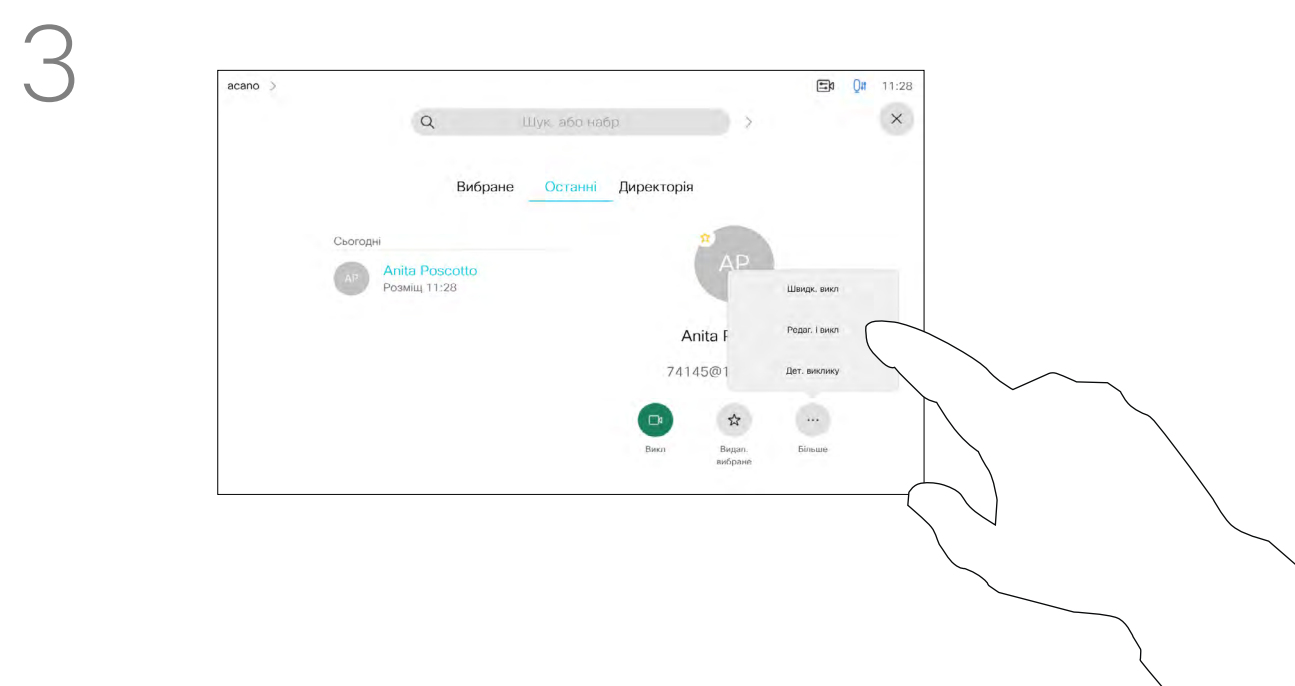 3
acano
11:28
Шук. або набр.
Вибране Останні Директорія
Сьогодні
AP Anita Poscotto
Розміщ 11:28
AP
Швидк. викл
Anita P
Редаг. і викл
74145@1
Дет. виклику
Викл Видал. Більше
вибране